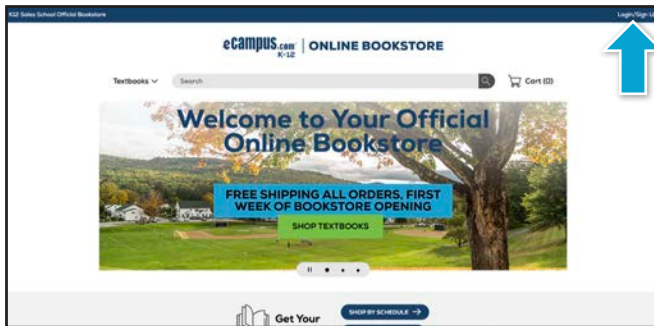 K12 Sales School Official Bookstore
Login/Sign U
ecampus.com K-12 | ONLINE BOOKSTORE
Textbooks
Search
Cart (0)
Welcome to Your Official
Online Bookstore
FREE SHIPPING ALL ORDERS, FIRST
WEEK OF BOOKSTORE OPENING
SHOP TEXTBOOKS
Get Your
SHOP BY SCHEDULE →